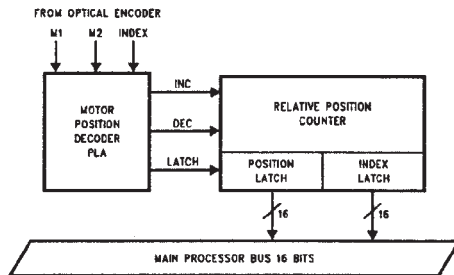 FROM OPTICAL ENCODER
M1 M2 INDEX
MOTOR
POSITION
DECODER
PLA
INC
DEC
LATCH
RELATIVE POSITION
COUNTER
POSITION
LATCH
INDEX
LATCH
16 16
MAIN PROCESSOR BUS 16 BITS